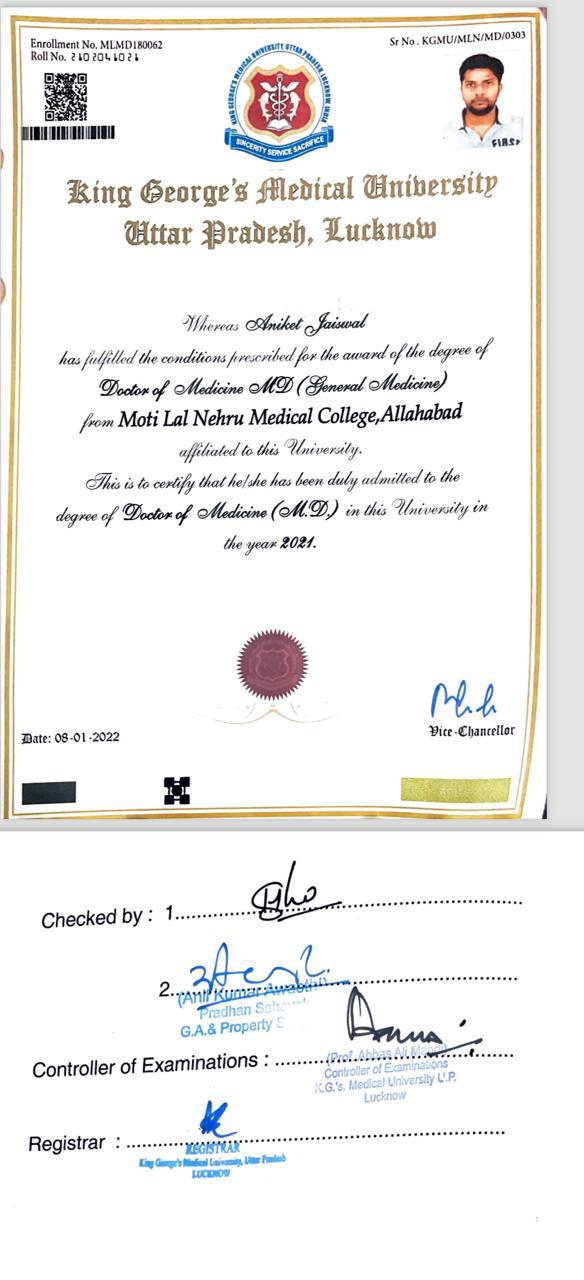 Enrollment No. MLMD180062
Roll No. 2102041021
Sr No . KGMU/MLN/MD/0303
KING GEORGE'S MEDICAL UNIVERSITY, UTTAR PRADESH, LUCKNOW, INDIA
SINCERITY SERVICE SACRIFICE
FIRST
King George's Medical University
Uttar Pradesh, Lucknow
Whereas Aniket Jaiswal
has fulfilled the conditions prescribed for the award of the degree of
Doctor of Medicine MD (General Medicine)
from Moti Lal Nehru Medical College,Allahabad
affiliated to this University.
This is to certify that he/she has been duly admitted to the
degree of Doctor of Medicine (M.D.) in this University in
the year 2021.
Date: 08-01-2022
Vice-Chancellor
Checked by : 1
2
(Anil Kumar Awasthi)
Pradhan
G.A.& Property
Controller of Examinations :
(Prof. Abbas Ali Mahdi)
Controller of Examinations
K.G.'s. Medical University U.P.
Lucknow
Registrar :
REGISTRAR
King George's Medical University, Uttar Pradesh
LUCKNOW